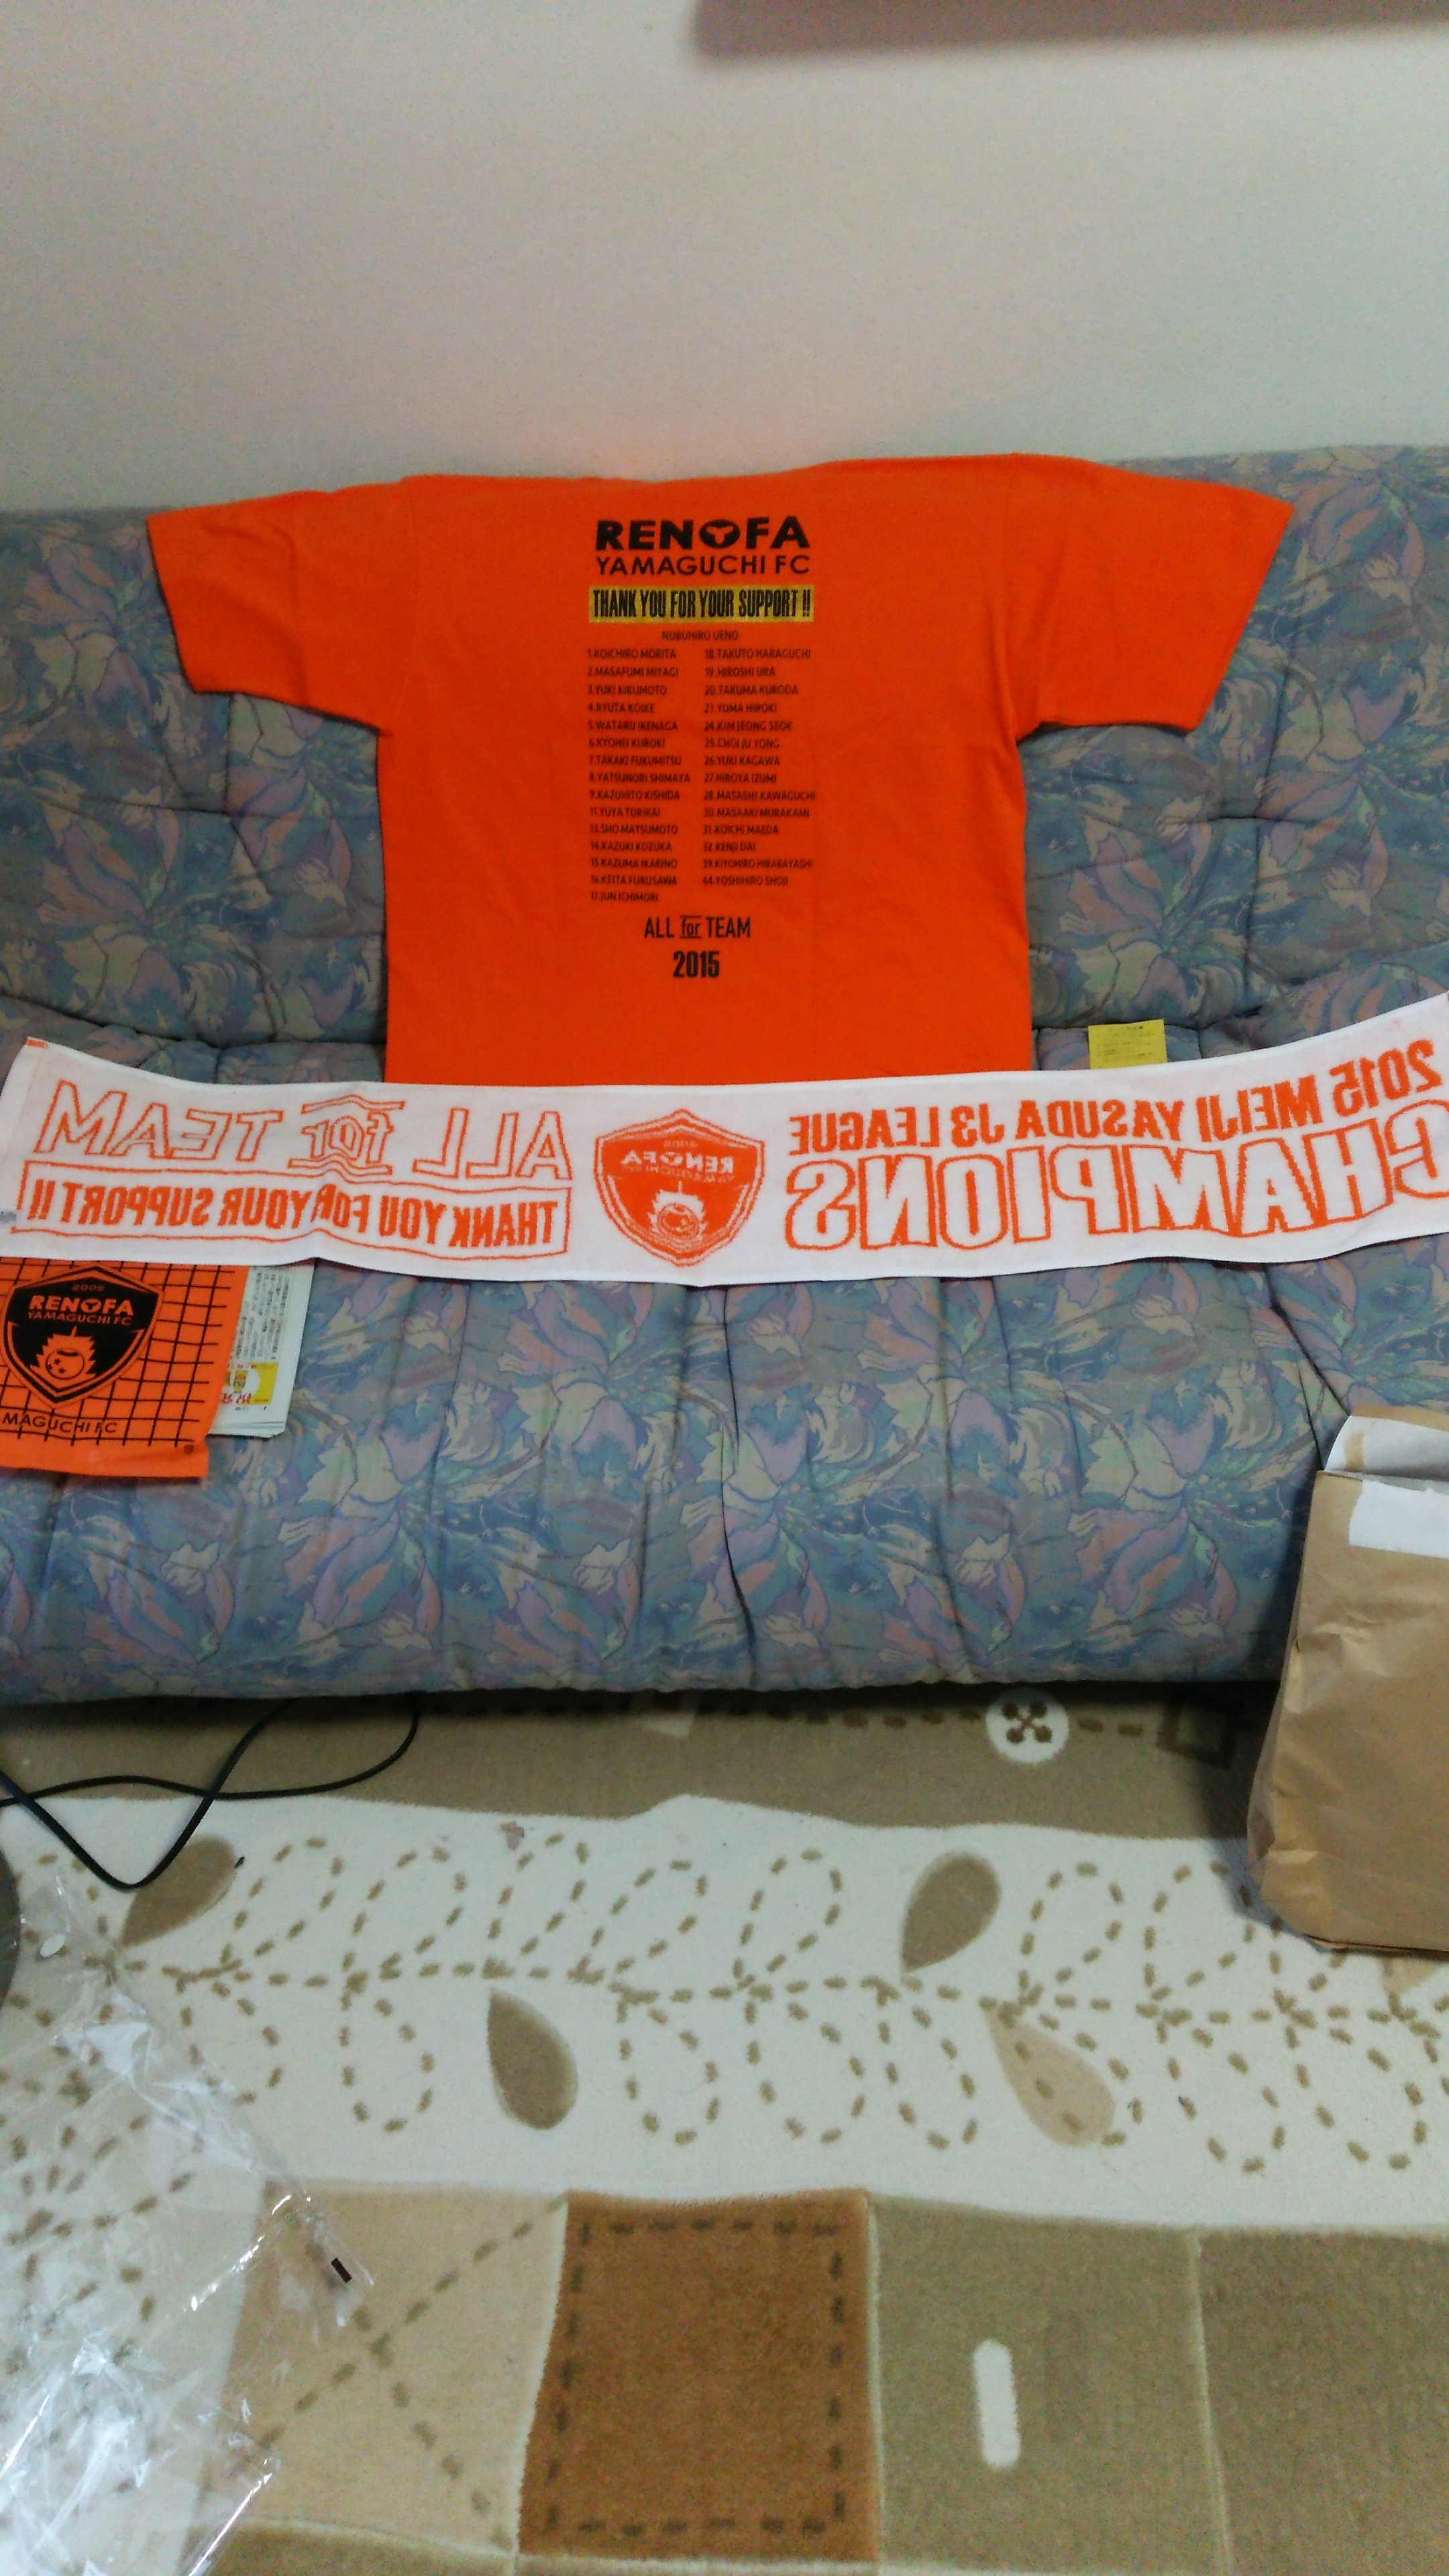 RENOFA
YAMAGUCHI FC
THANK YOU FOR YOUR SUPPORT !!
NOBUHIRO UENO
1.KOICHIRO MORITA
2.MASAFUMI MIYAGI
3.YUKI KIKUMOTO
4.RYUTA KOIKE
5.WATARU IKENAGA
6.KYOHEI KUROKI
7.TAKAKI FUKUMITSU
8.YATSUNORI SHIMAYA
9.KAZUHITO KISHIDA
11.YUYA TORIKAI
13.SHO MATSUMOTO
14.KAZUKI KOZUKA
15.KAZUMA IKARINO
16.KEITA FURUSAWA
17.JUN ICHIMORI
18.TAKUTO HARAGUCHI
19.HIROSHI URA
20.TAKUMA KURODA
21.YUMA HIROKI
24.KIM JEONG SEOK
25.CHOI JU YONG
26.YUKI KAGAWA
27.HIROYA IZUMI
28.MASASHI KAWAGUCHI
30.MASAAKI MURAKAMI
31.KOICHI MAEDA
32.KENJI DAI
39.KIYOHIRO HIRABAYASHI
44.YOSHIHIRO SHOJI
ALL for TEAM
2015
2015 MEIJI YASUDA J3 LEAGUE
CHAMPIONS
RENOFA
YAMAGUCHI FC
ALL for TEAM
THANK YOU FOR YOUR SUPPORT !!
2006
RENOFA
YAMAGUCHI FC
MAGUCHI FC